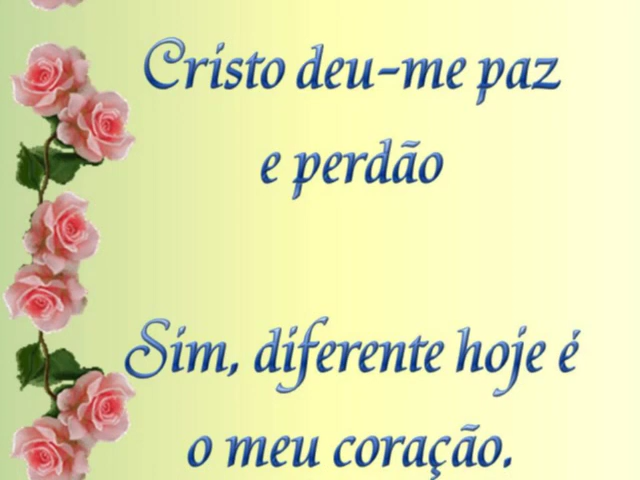 Cristo deu-me paz
e perdão
Sim, diferente hoje é
o meu coração.